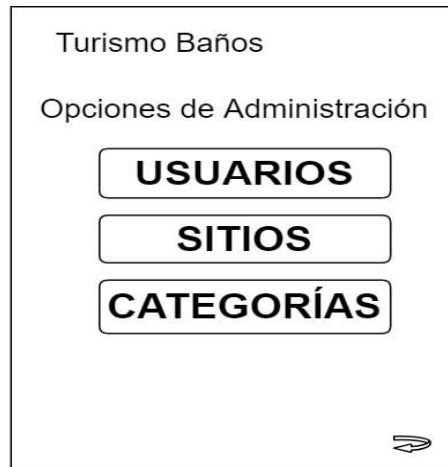 Turismo Baños
Opciones de Administración
USUARIOS
SITIOS
CATEGORÍAS